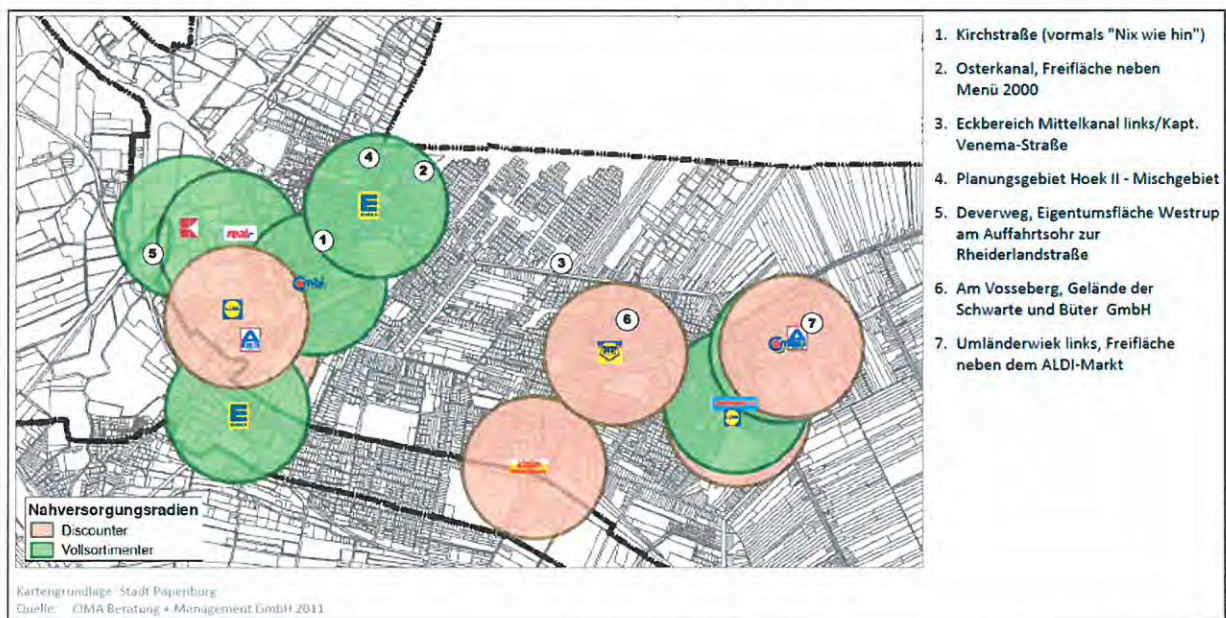 1. Kirchstraße (vormals "Nix wie hin")
2. Osterkanal, Freifläche neben
Menü 2000
3. Eckbereich Mittelkanal links/Kapt.
Venema-Straße
4. Planungsgebiet Hoek II - Mischgebiet
5. Deverweg, Eigentumsfläche Westrup
am Auffahrtsohr zur
Rheiderlandstraße
6. Am Vosseberg, Gelände der
Schwarte und Büter GmbH
7. Umländerwiek links, Freifläche
neben dem ALDI-Markt
4
2
E
K
real,-
1
5
3
LIDL
A
6
7
A
E
LIDL
Nahversorgungsradien
Discounter
Vollsortimenter
Kartengrundlage: Stadt Papenburg
Quelle: CIMA Beratung + Management GmbH 2011